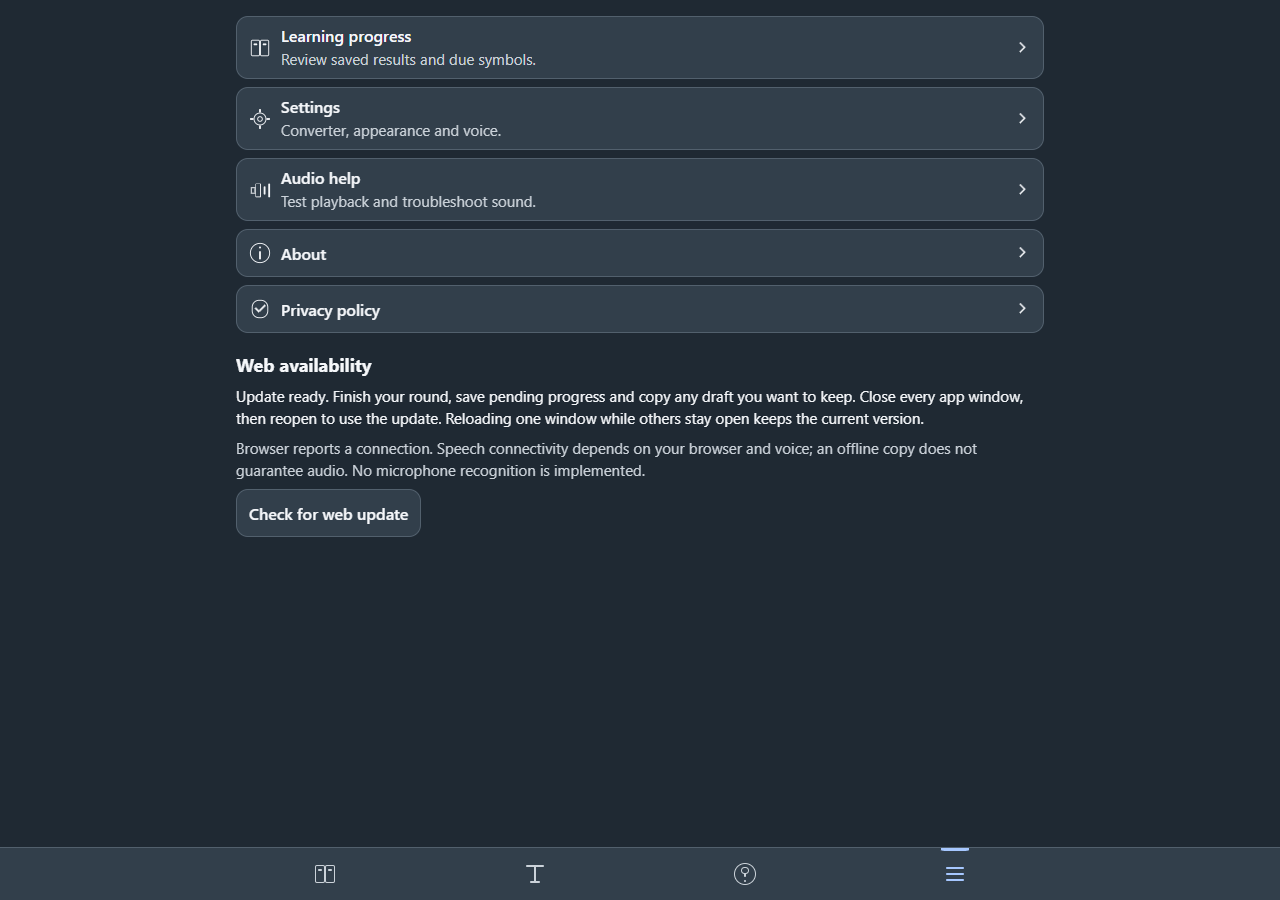 Learning progress
Review saved results and due symbols.
Settings
Converter, appearance and voice.
Audio help
Test playback and troubleshoot sound.
About
Privacy policy
Web availability
Update ready. Finish your round, save pending progress and copy any draft you want to keep. Close every app window,
then reopen to use the update. Reloading one window while others stay open keeps the current version.
Browser reports a connection. Speech connectivity depends on your browser and voice; an offline copy does not
guarantee audio. No microphone recognition is implemented.
Check for web update